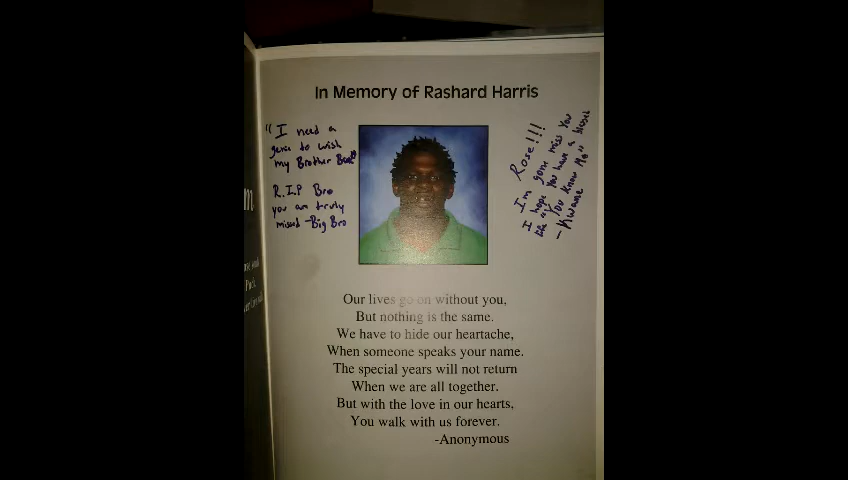 In Memory of Rashard Harris
"I need a
genie to wish
my Brother Back"
R.I.P Bro
you are truly
missed -Big Bro
Rose!!!
I'm gone miss you
I hope you have a blessed
life "You Know Me"
-Kwame
Our lives go on without you,
But nothing is the same.
We have to hide our heartache,
When someone speaks your name.
The special years will not return
When we are all together.
But with the love in our hearts,
You walk with us forever.
-Anonymous